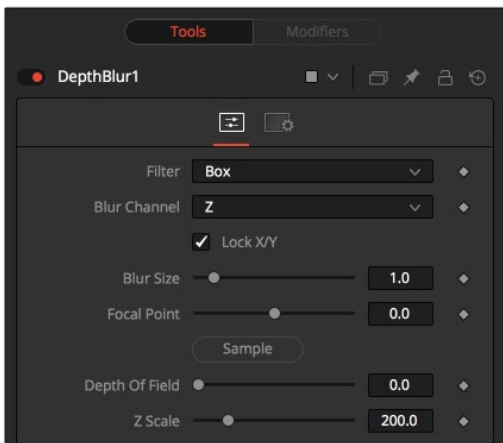 Tools Modifiers
DepthBlur1
Filter Box
Blur Channel Z
Lock X/Y
Blur Size 1.0
Focal Point 0.0
Sample
Depth Of Field 0.0
Z Scale 200.0